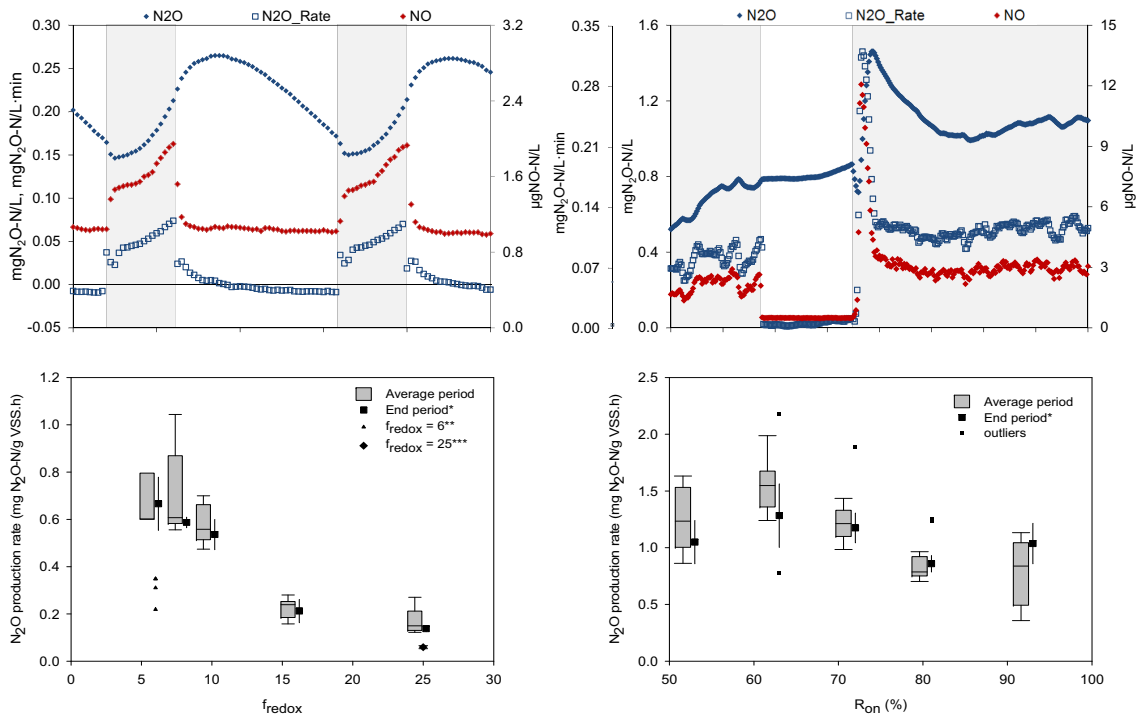 N2O N2O_Rate NO
0.30
0.25
0.20
0.15
0.10
0.05
0.00
-0.05
mgN₂O-N/L, mgN₂O-N/L·min
3.2
2.4
1.6
0.8
0.0
µgNO-N/L
N2O N2O_Rate NO
0.35
0.28
0.21
0.14
0.07
0.00
mgN₂O-N/L·min
1.6
1.2
0.8
0.4
0.0
mgN₂O-N/L
15
12
9
6
3
0
µgNO-N/L
1.2
1.0
0.8
0.6
0.4
0.2
0.0
N₂O production rate (mg N₂O-N/g VSS.h)
Average period
End period*
f redox = 6**
f redox = 25***
0 5 10 15 20 25 30
f redox
2.5
2.0
1.5
1.0
0.5
0.0
N₂O production rate (mg N₂O-N/g VSS.h)
Average period
End period*
outliers
50 60 70 80 90 100
R on (%)